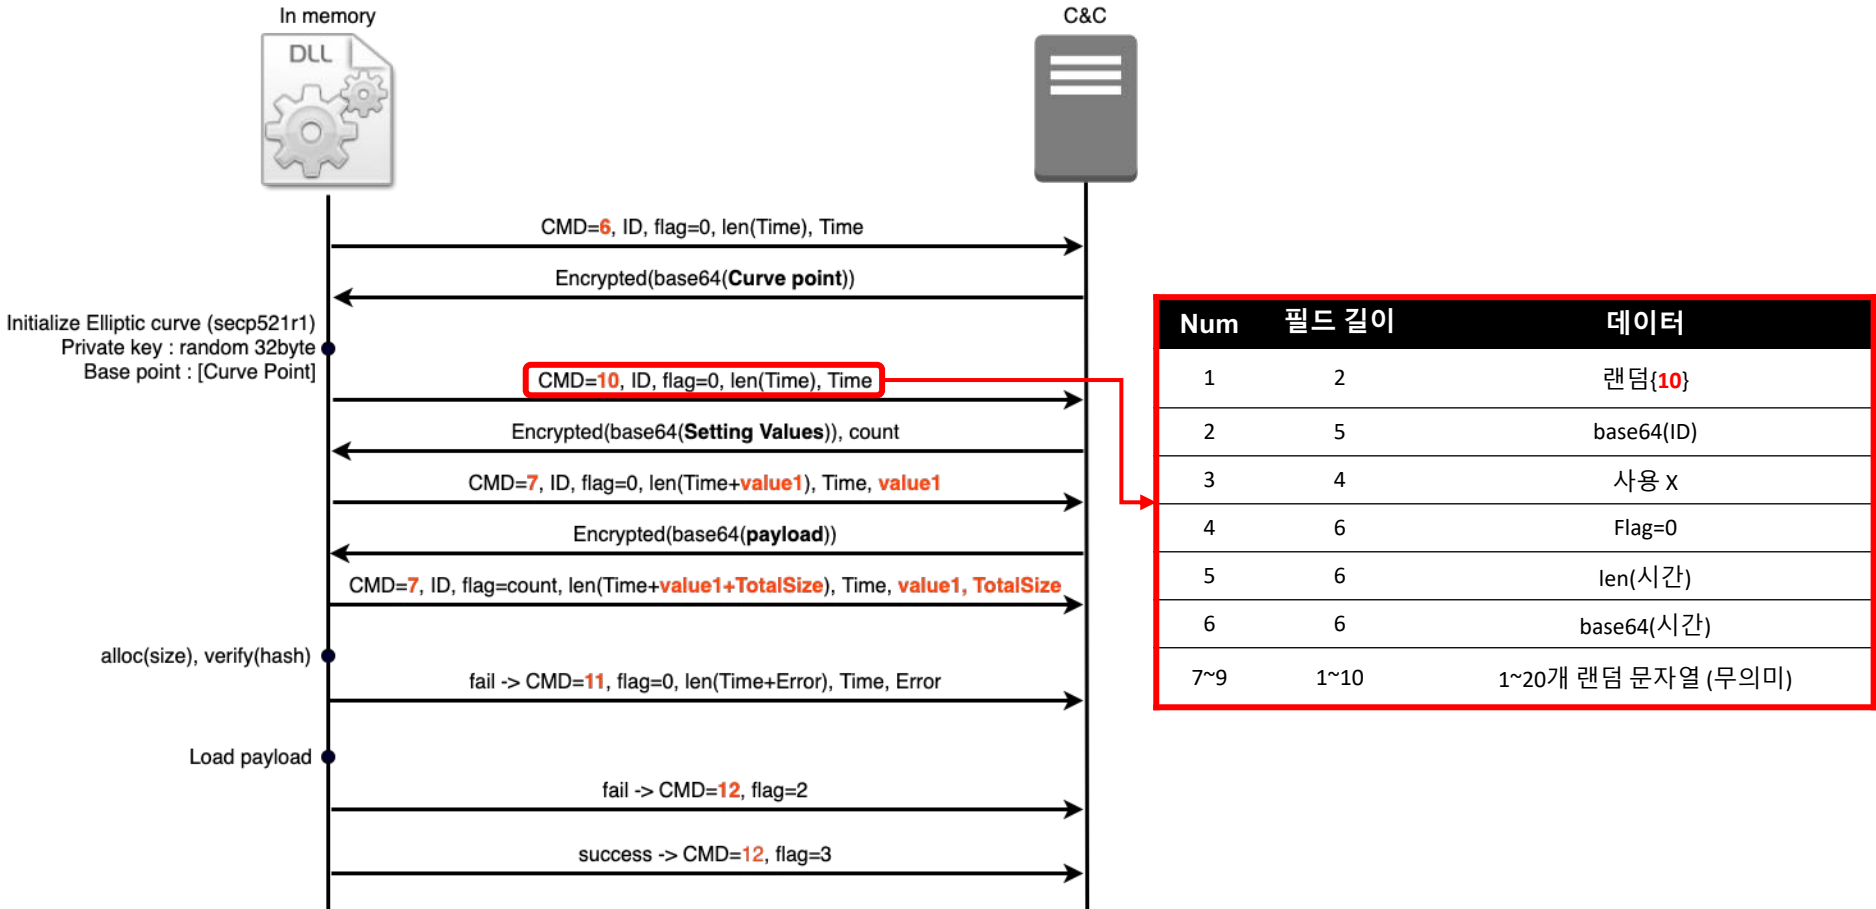 In memory
C&C
DLL
CMD=6, ID, flag=0, len(Time), Time
Encrypted(base64(Curve point))
Initialize Elliptic curve (secp521r1)
Private key : random 32byte
Base point : [Curve Point]
CMD=10, ID, flag=0, len(Time), Time
Encrypted(base64(Setting Values)), count
CMD=7, ID, flag=0, len(Time+value1), Time, value1
Encrypted(base64(payload))
CMD=7, ID, flag=count, len(Time+value1+TotalSize), Time, value1, TotalSize
alloc(size), verify(hash)
fail -> CMD=11, flag=0, len(Time+Error), Time, Error
Load payload
fail -> CMD=12, flag=2
success -> CMD=12, flag=3
Num 필드 길이 데이터
1 2 랜덤{10}
2 5 base64(ID)
3 4 사용 X
4 6 Flag=0
5 6 len(시간)
6 6 base64(시간)
7~9 1~10 1~20개 랜덤 문자열 (무의미)